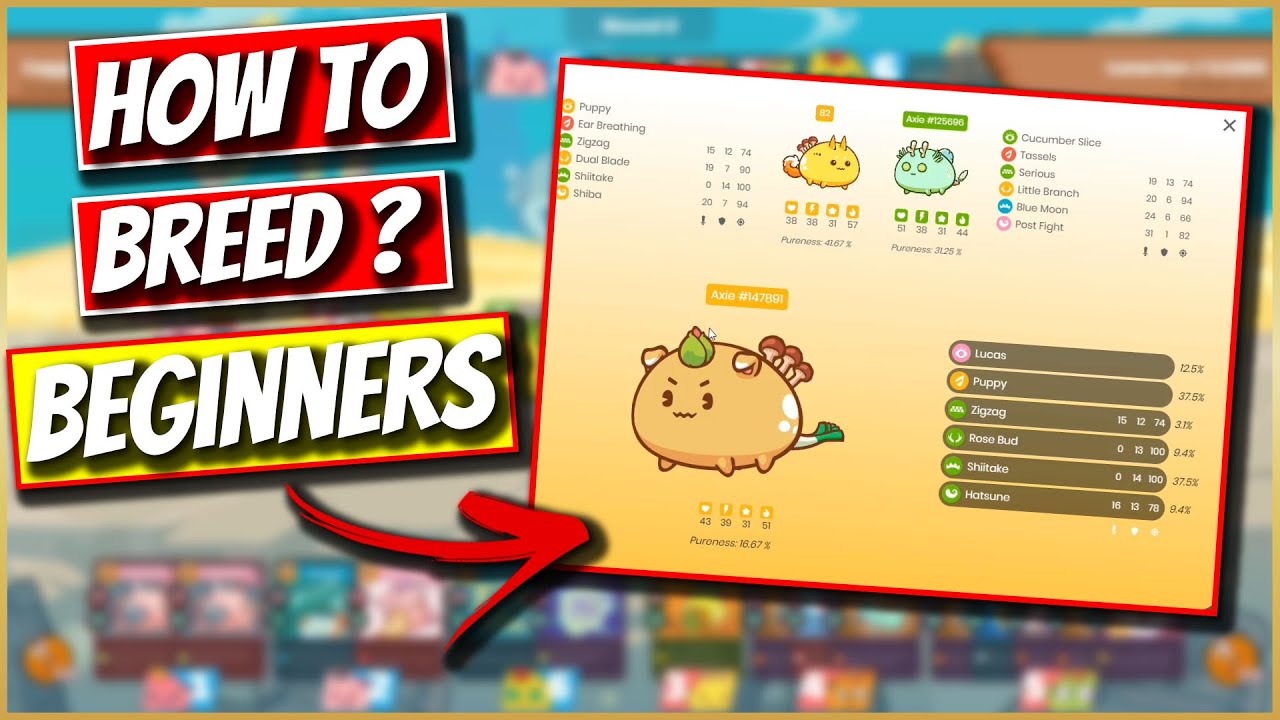 HOW TO
BREED ?
BEGINNERS
Puppy
Ear Breathing
Zigzag
15 12 74
Dual Blade
19 7 90
Shiitake
0 14 100
Shiba
20 7 94
82
38 38 31 57
Pureness: 41.67 %
Axie #125696
51 38 31 44
Pureness: 31.25 %
Cucumber Slice
Tassels
Serious
19 13 74
Little Branch
20 6 94
Blue Moon
24 6 66
Post Fight
31 1 82
Axie #147891
43 39 31 51
Pureness: 16.67 %
Lucas 12.5%
Puppy 37.5%
Zigzag 15 12 74 3.1%
Rose Bud 0 13 100 9.4%
Shiitake 0 14 100 37.5%
Hatsune 16 13 78 9.4%